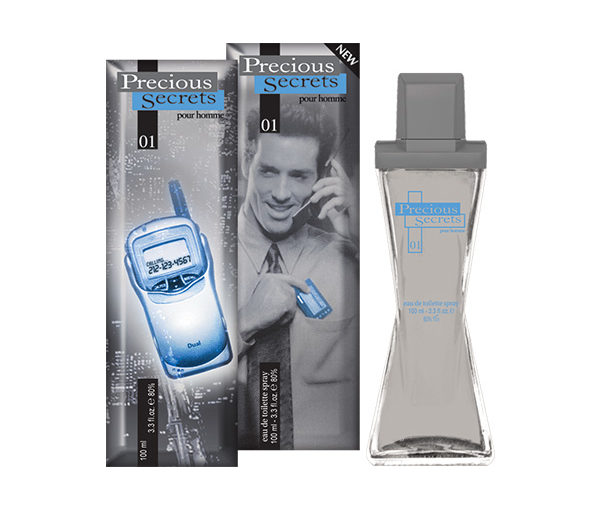 Precious
Secrets
pour homme
01
CALLING
212-123-4567
Dual
100 ml 3.3 fl.oz. ℮ 80%
NEW
Precious
Secrets
pour homme
01
eau de toilette spray
100 ml - 3.3 fl.oz. ℮ 80%
Precious
Secrets
pour homme
01
eau de toilette spray
100 ml - 3.3 fl.oz. ℮